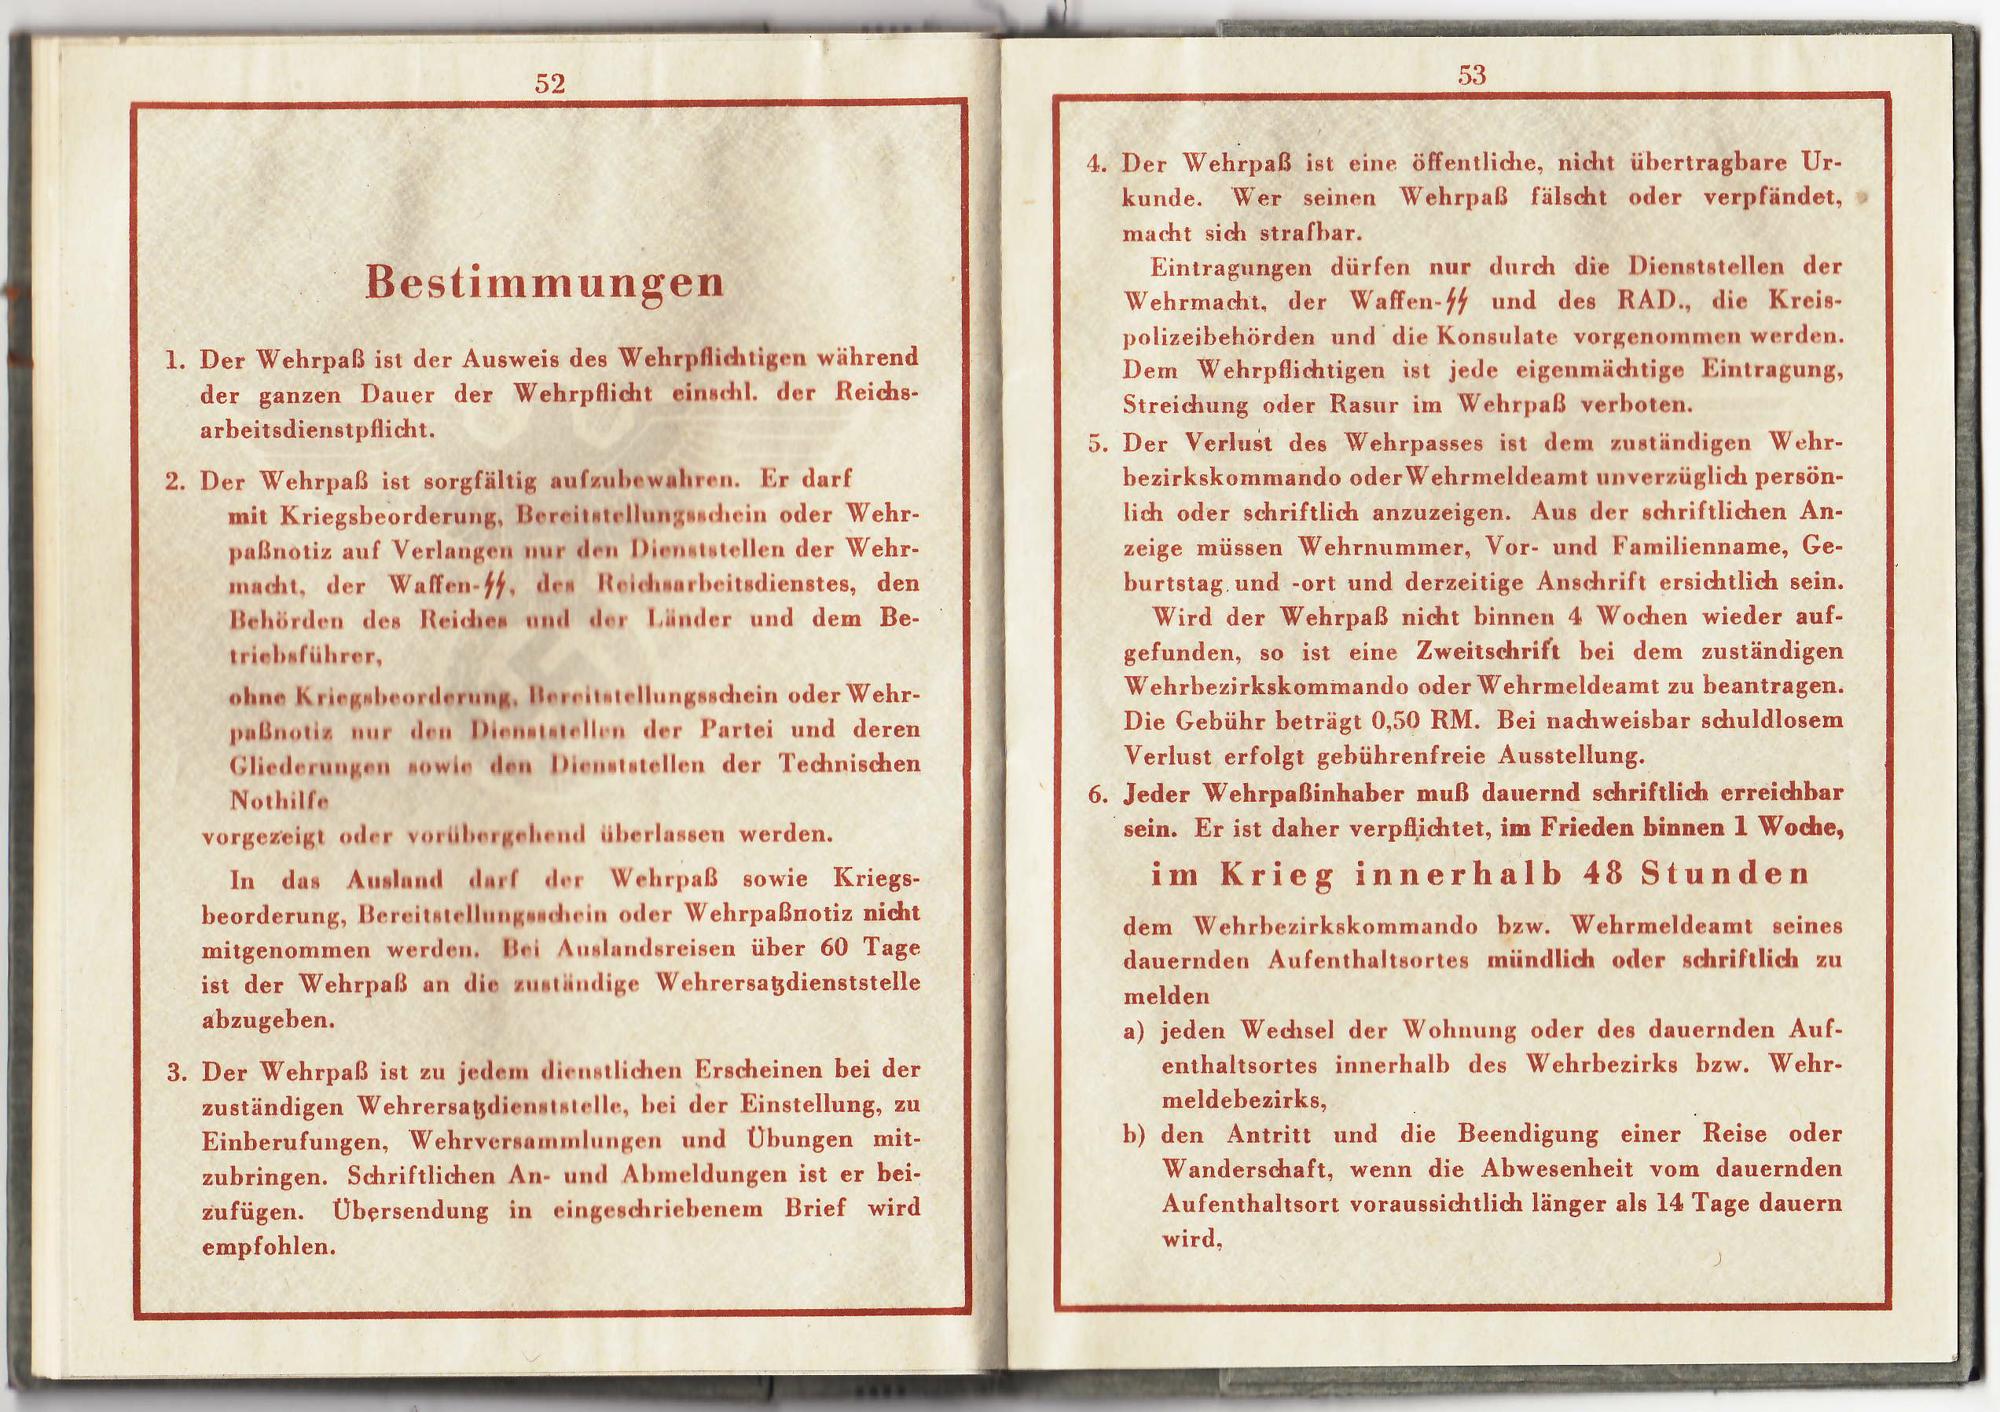 52
Bestimmungen
1. Der Wehrpaß ist der Ausweis des Wehrpflichtigen während
der ganzen Dauer der Wehrpflicht einschl. der Reichs-
arbeitsdienstpflicht.
2. Der Wehrpaß ist sorgfältig aufzubewahren. Er darf
mit Kriegsbeorderung, Bereitstellungsschein oder Wehr-
paßnotiz auf Verlangen nur den Dienststellen der Wehr-
macht, der Waffen-ϟϟ, des Reichsarbeitsdienstes, den
Behörden des Reiches und der Länder und dem Be-
triebsführer,
ohne Kriegsbeorderung, Bereitstellungsschein oder Wehr-
paßnotiz nur den Dienststellen der Partei und deren
Gliederungen sowie den Dienststellen der Technischen
Nothilfe
vorgezeigt oder vorübergehend überlassen werden.
In das Ausland darf der Wehrpaß sowie Kriegs-
beorderung, Bereitstellungsschein oder Wehrpaßnotiz nicht
mitgenommen werden. Bei Auslandsreisen über 60 Tage
ist der Wehrpaß an die zuständige Wehrersatzdienststelle
abzugeben.
3. Der Wehrpaß ist zu jedem dienstlichen Erscheinen bei der
zuständigen Wehrersatzdienststelle, bei der Einstellung, zu
Einberufungen, Wehrversammlungen und Übungen mit-
zubringen. Schriftlichen An- und Abmeldungen ist er bei-
zufügen. Übersendung in eingeschriebenem Brief wird
empfohlen.
53
4. Der Wehrpaß ist eine öffentliche, nicht übertragbare Ur-
kunde. Wer seinen Wehrpaß fälscht oder verpfändet,
macht sich strafbar.
Eintragungen dürfen nur durch die Dienststellen der
Wehrmacht, der Waffen-ϟϟ und des RAD., die Kreis-
polizeibehörden und die Konsulate vorgenommen werden.
Dem Wehrpflichtigen ist jede eigenmächtige Eintragung,
Streichung oder Rasur im Wehrpaß verboten.
5. Der Verlust des Wehrpasses ist dem zuständigen Wehr-
bezirkskommando oder Wehrmeldeamt unverzüglich persön-
lich oder schriftlich anzuzeigen. Aus der schriftlichen An-
zeige müssen Wehrnummer, Vor- und Familienname, Ge-
burtstag und -ort und derzeitige Anschrift ersichtlich sein.
Wird der Wehrpaß nicht binnen 4 Wochen wieder auf-
gefunden, so ist eine Zweitschrift bei dem zuständigen
Wehrbezirkskommando oder Wehrmeldeamt zu beantragen.
Die Gebühr beträgt 0,50 RM. Bei nachweisbar schuldlosem
Verlust erfolgt gebührenfreie Ausstellung.
6. Jeder Wehrpaßinhaber muß dauernd schriftlich erreichbar
sein. Er ist daher verpflichtet, im Frieden binnen 1 Woche,
im Krieg innerhalb 48 Stunden
dem Wehrbezirkskommando bzw. Wehrmeldeamt seines
dauernden Aufenthaltsortes mündlich oder schriftlich zu
melden
a) jeden Wechsel der Wohnung oder des dauernden Auf-
enthaltsortes innerhalb des Wehrbezirks bzw. Wehr-
meldebezirks,
b) den Antritt und die Beendigung einer Reise oder
Wanderschaft, wenn die Abwesenheit vom dauernden
Aufenthaltsort voraussichtlich länger als 14 Tage dauern
wird,